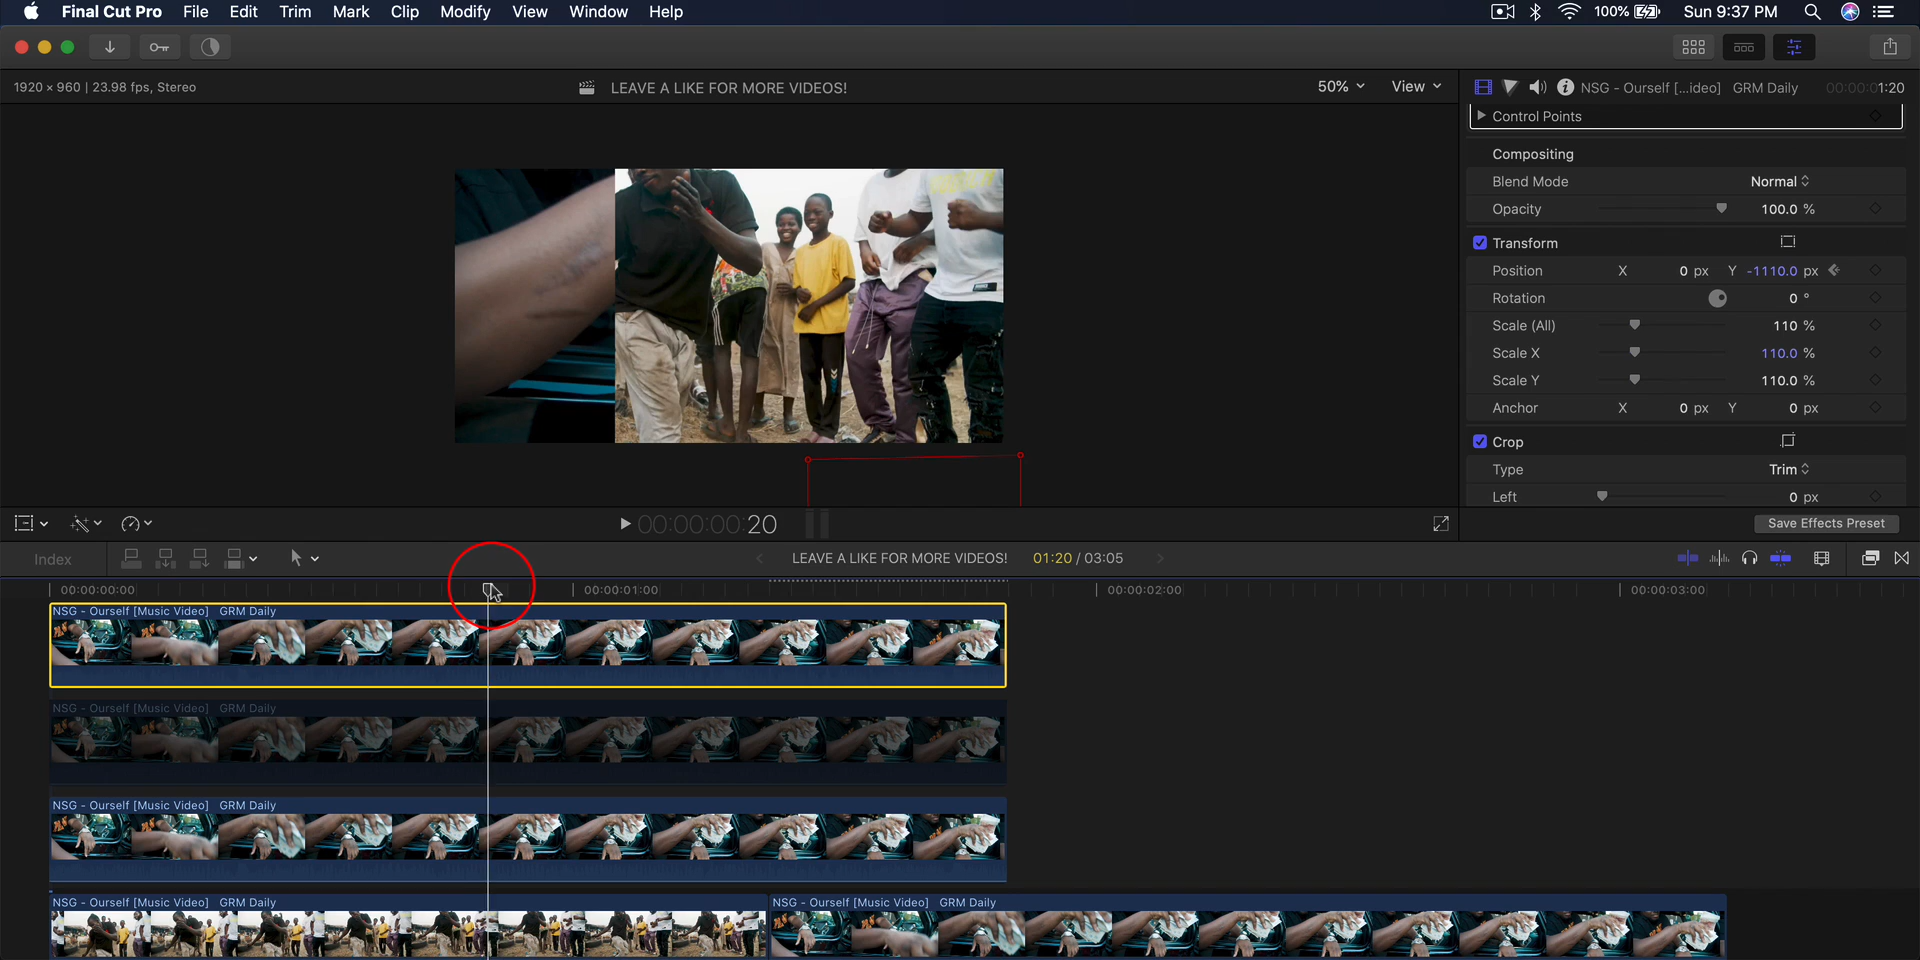 Final Cut Pro File Edit Trim Mark Clip Modify View Window Help 100% Sun 9:37 PM
1920 × 960 | 23.98 fps, Stereo LEAVE A LIKE FOR MORE VIDEOS! 50% View NSG - Ourself [...ideo] GRM Daily 00:00:01:20
Control Points
Compositing
Blend Mode Normal
Opacity 100.0 %
Transform
Position X 0 px Y -1110.0 px
Rotation 0 °
Scale (All) 110 %
Scale X 110.0 %
Scale Y 110.0 %
Anchor X 0 px Y 0 px
Crop
Type Trim
Left 0 px
00:00:00:20 Save Effects Preset
Index LEAVE A LIKE FOR MORE VIDEOS! 01:20 / 03:05
00:00:00:00 00:00:01:00 00:00:02:00 00:00:03:00
NSG - Ourself [Music Video] GRM Daily
NSG - Ourself [Music Video] GRM Daily
NSG - Ourself [Music Video] GRM Daily
NSG - Ourself [Music Video] GRM Daily NSG - Ourself [Music Video] GRM Daily